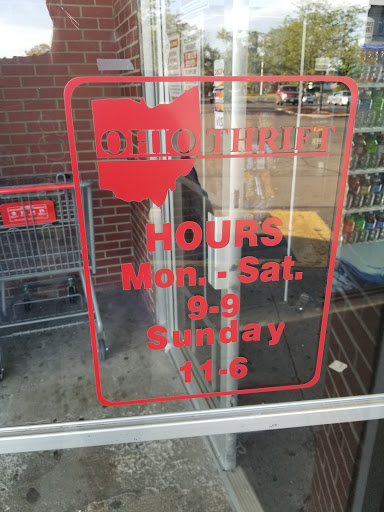 OHIO THRIFT
HOURS
Mon. - Sat.
9-9
Sunday
11-6